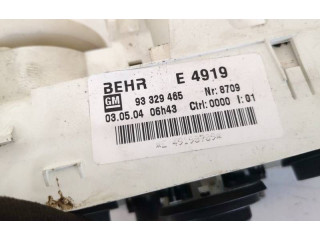 BEHR E 4919
GM 93 329 465 Nr: 8709
03.05.04 06h43 Ctrl: 0000 I: 01